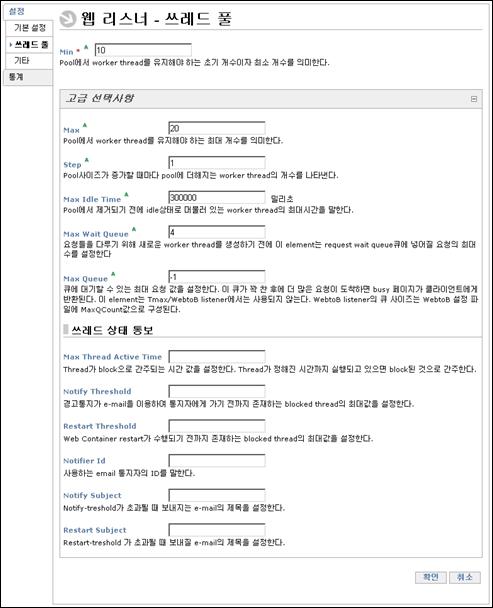 설정
기본 설정
쓰레드 풀
기타
통계
웹 리스너 - 쓰레드 풀
Min * 10
Pool에서 worker thread를 유지해야 하는 초기 개수이자 최소 개수를 의미한다.
고급 선택사항
Max 20
Pool에서 worker thread를 유지해야 하는 최대 개수를 의미한다.
Step 1
Pool사이즈가 증가할 때마다 pool에 더해지는 worker thread의 개수를 나타낸다.
Max Idle Time 300000 밀리초
Pool에서 제거되기 전에 idle상태로 머물러 있는 worker thread의 최대시간을 말한다.
Max Wait Queue 4
요청들을 다루기 위해 새로운 worker thread를 생성하기 전에 이 element는 request wait queue큐에 넣어질 요청의 최대
수를 설정한다
Max Queue -1
큐에 대기할 수 있는 최대 요청 값을 설정한다. 이 큐가 꽉 찬 후에 더 많은 요청이 도착하면 busy 페이지가 클라이언트에게
반환된다. 이 element는 Tmax/WebtoB listener에서는 사용되지 않는다. WebtoB listener의 큐 사이즈는 WebtoB 설정 파
일에 MaxQCount값으로 구성된다.
쓰레드 상태 통보
Max Thread Active Time
Thread가 block으로 간주되는 시간 값을 설정한다. Thread가 정해진 시간까지 실행되고 있으면 block된 것으로 간주한다.
Notify Threshold
경고통지가 e-mail을 이용하여 통지자에게 가기 전까지 존재하는 blocked thread의 최대값을 설정한다.
Restart Threshold
Web Container restart가 수행되기 전까지 존재하는 blocked thread의 최대값을 설정한다.
Notifier Id
사용하는 email 통지자의 ID를 말한다.
Notify Subject
Notify-treshold가 초과될 때 보내지는 e-mail의 제목을 설정한다.
Restart Subject
Restart-treshold 가 초과될 때 보내질 e-mail의 제목을 설정한다.
확인 취소